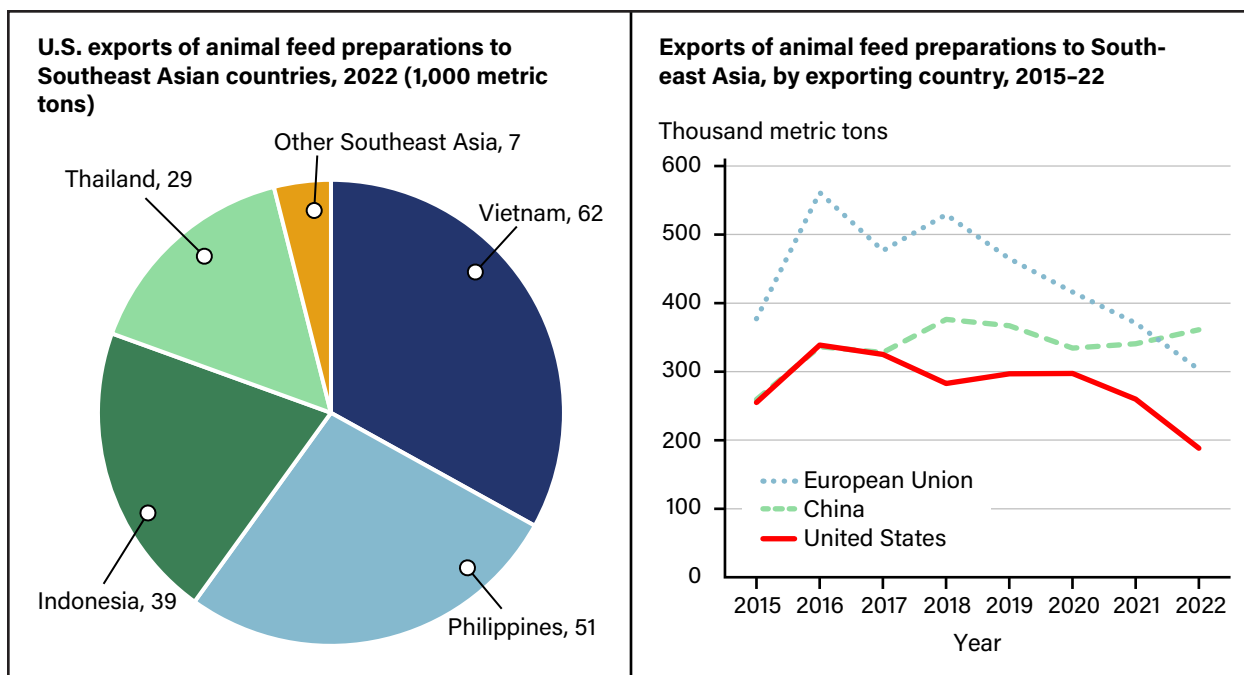 U.S. exports of animal feed preparations to
Southeast Asian countries, 2022 (1,000 metric
tons)
Other Southeast Asia, 7
Thailand, 29
Vietnam, 62
Indonesia, 39
Philippines, 51
Exports of animal feed preparations to South-
east Asia, by exporting country, 2015–22
Thousand metric tons
600
500
400
300
200
100
0
European Union
China
United States
2015 2016 2017 2018 2019 2020 2021 2022
Year